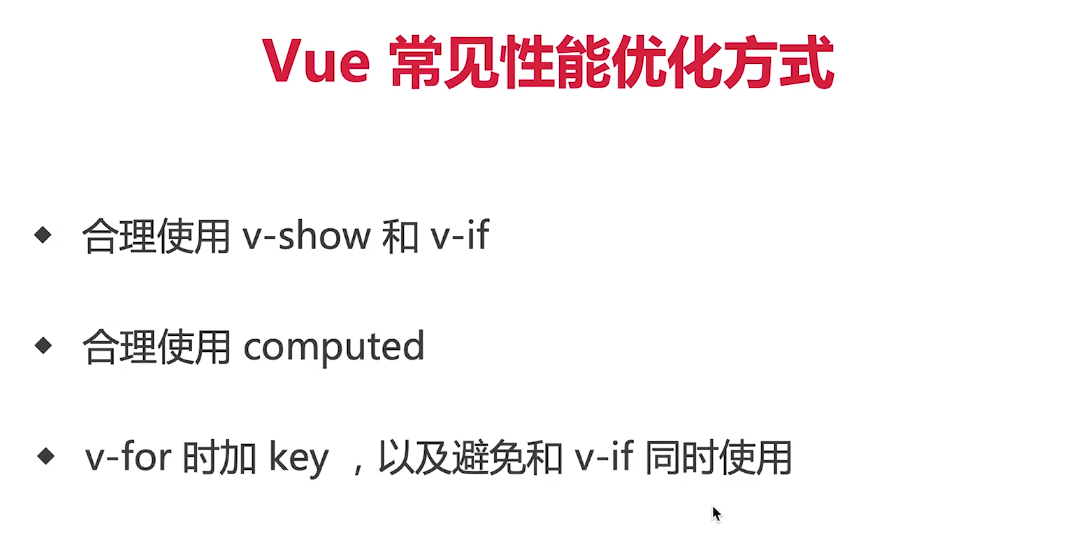 Vue 常见性能优化方式
◆ 合理使用 v-show 和 v-if
◆ 合理使用 computed
◆ v-for 时加 key ，以及避免和 v-if 同时使用